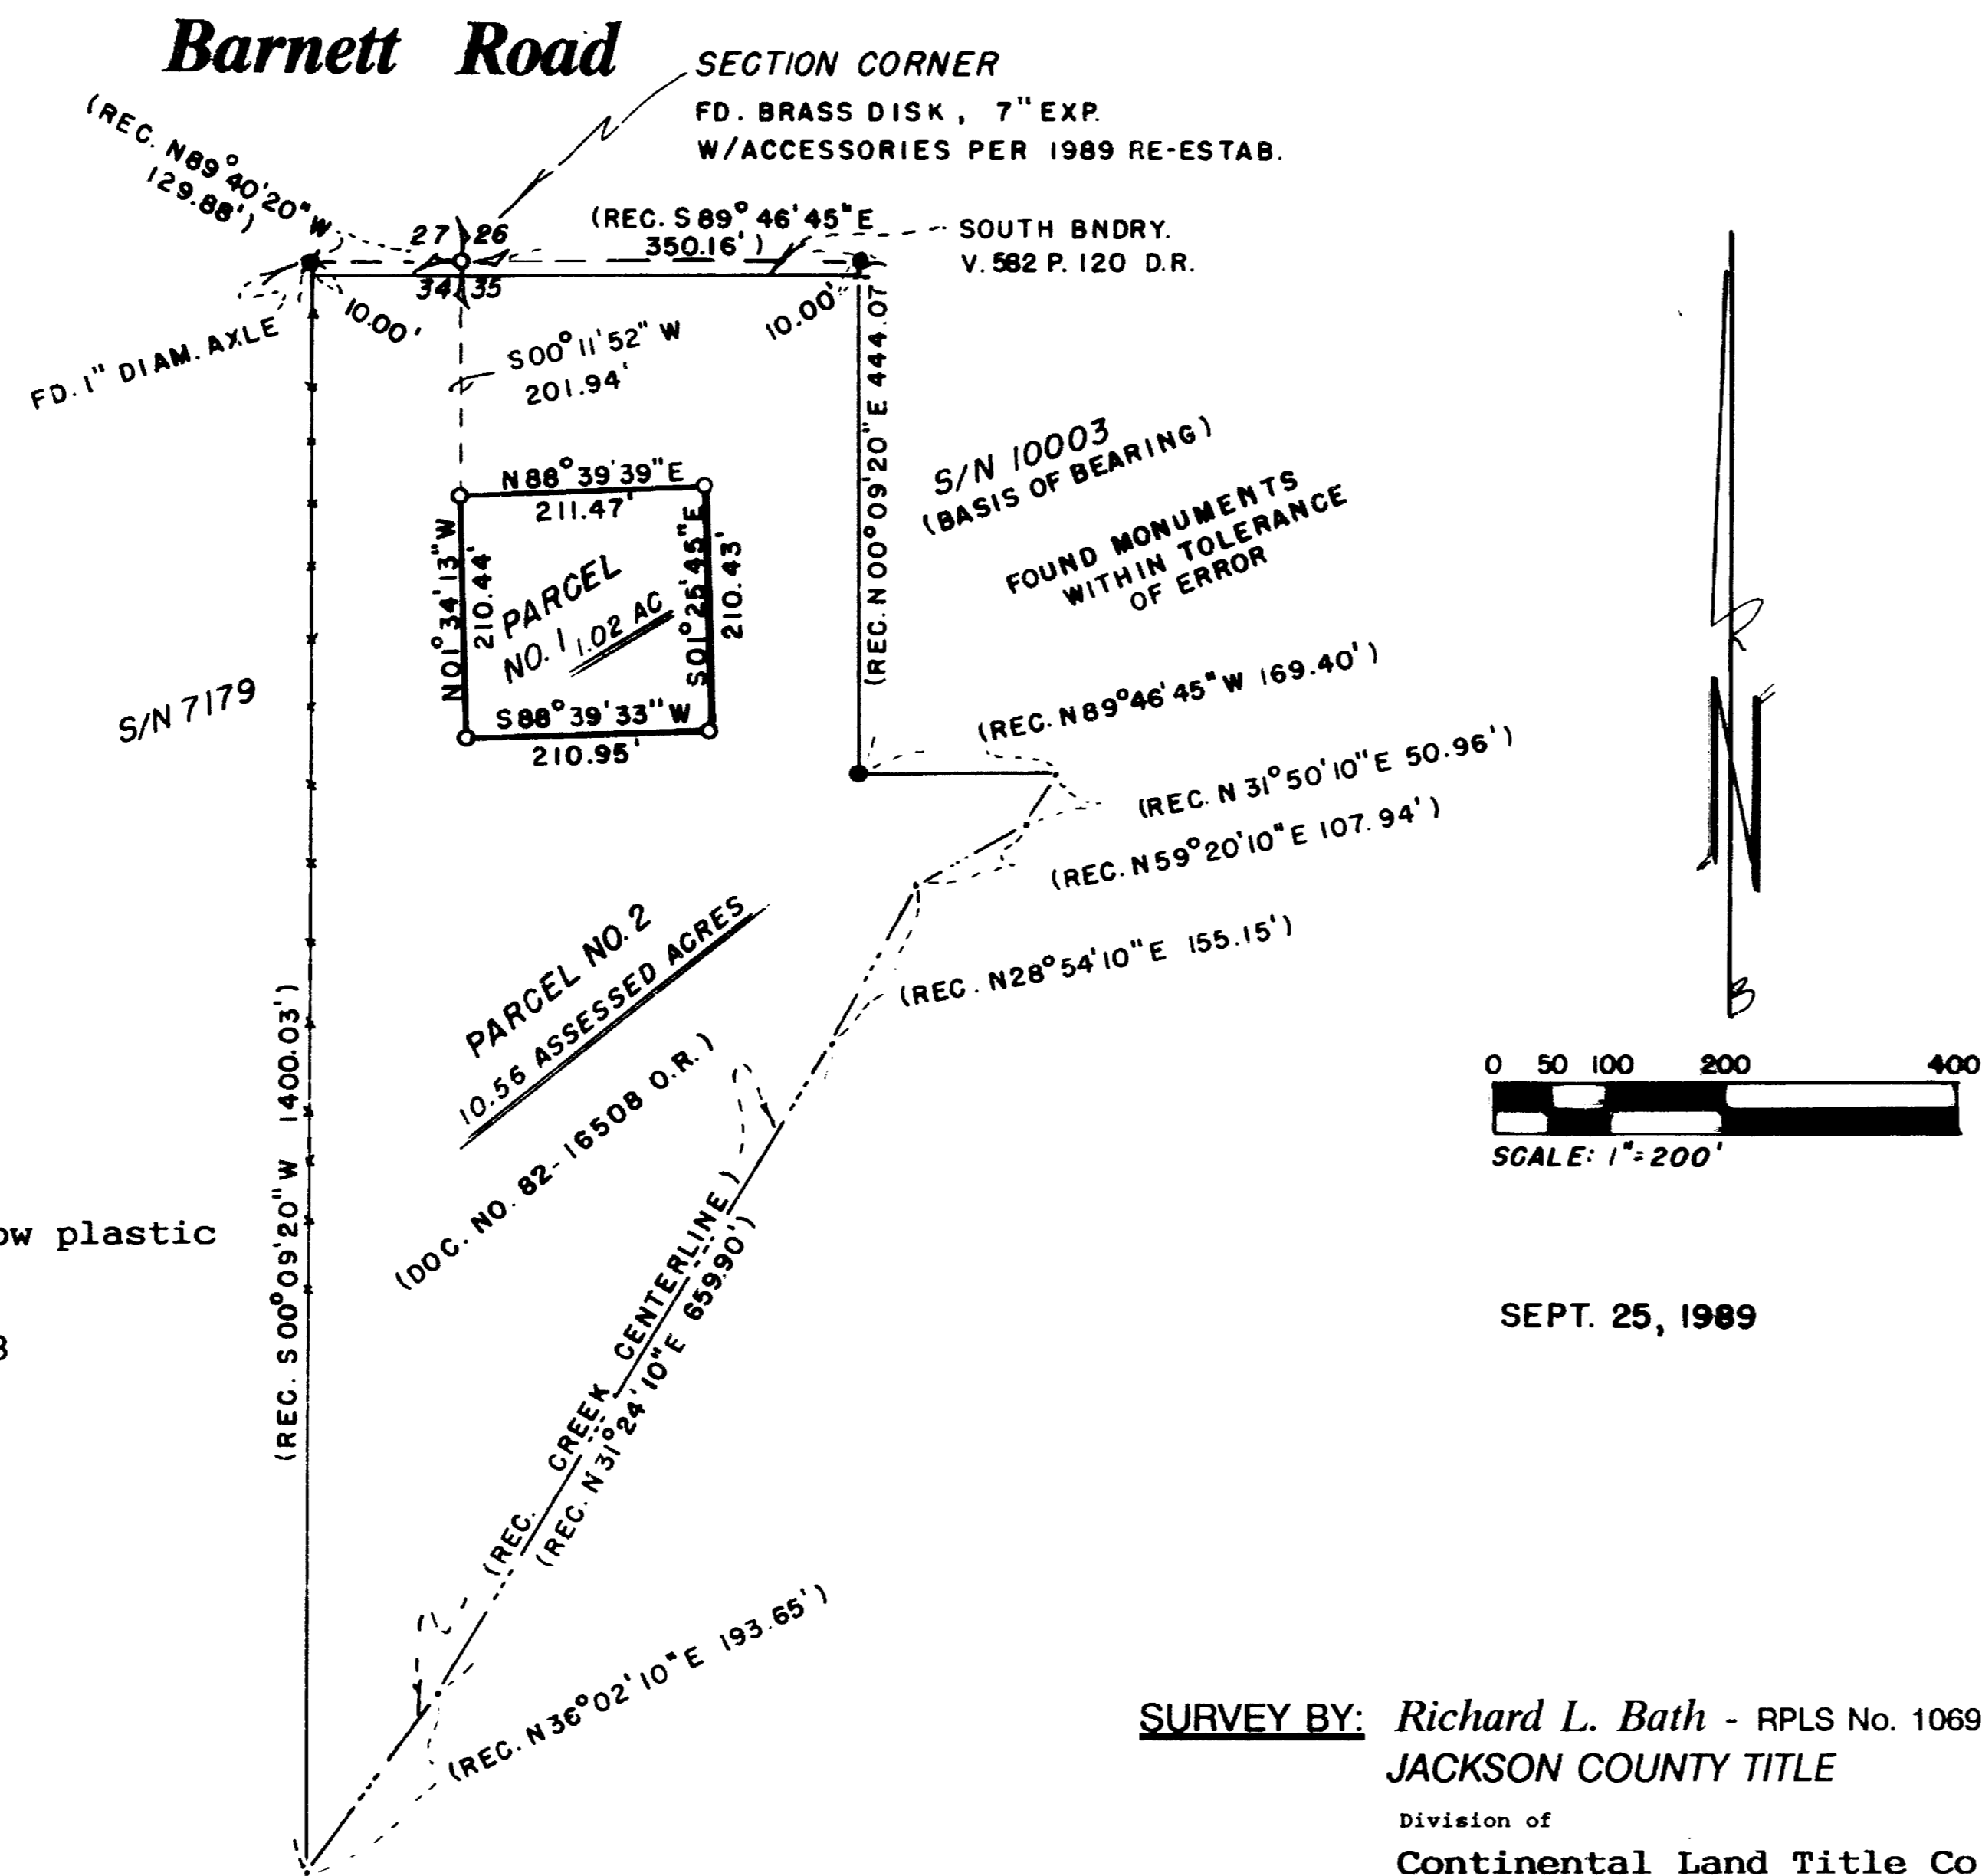 Barnett Road
SECTION CORNER
FD. BRASS DISK, 7" EXP.
W/ACCESSORIES PER 1989 RE-ESTAB.
(REC. N89°40'20" W
129.88')
27 26
34 35
(REC. S 89° 46' 45" E
350.16')
SOUTH BNDRY.
V. 582 P. 120 D.R.
10.00'
10.00'
FD. 1" DIAM. AXLE
S00° 11' 52" W
201.94'
(REC. N 00° 09' 20" E 444.07
S/N 10003
(BASIS OF BEARING)
FOUND MONUMENTS
WITHIN TOLERANCE
OF ERROR
N88° 39' 39" E
211.47'
N01° 34' 13" W
210.44'
PARCEL
NO. 1 1.02 AC
S01° 25' 45" E
210.43'
S88° 39' 33" W
210.95'
S/N 7179
(REC. N89° 46' 45" W 169.40')
(REC. N 31° 50' 10" E 50.96')
(REC. N59° 20' 10" E 107.94')
(REC. N28° 54' 10" E 155.15')
PARCEL NO. 2
10.56 ASSESSED ACRES
(DOC. NO. 82-16508 O.R.)
(REC. S 00° 09' 20" W 1400.03')
(REC. CREEK CENTERLINE)
(REC. N 31° 24' 10" E 659.90')
(REC. N 36° 02' 10" E 193.65')
ow plastic
N
0 50 100 200 400
SCALE: 1"=200'
SEPT. 25, 1989
SURVEY BY: Richard L. Bath - RPLS No. 1069
JACKSON COUNTY TITLE
Division of
Continental Land Title Co